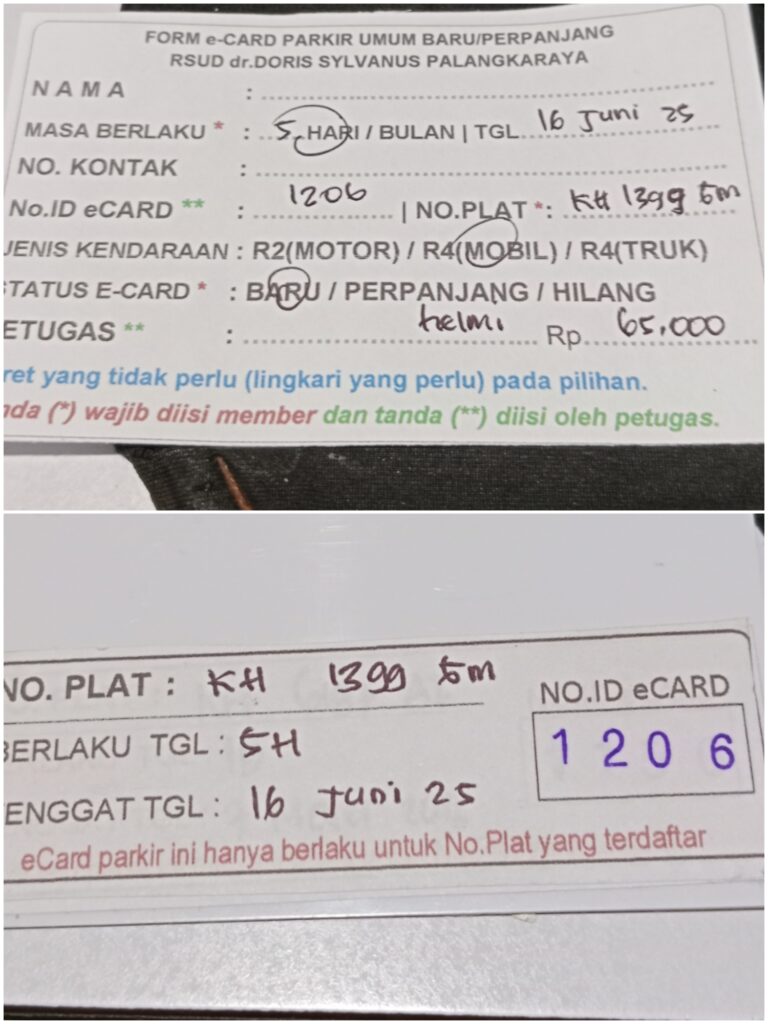 FORM e-CARD PARKIR UMUM BARU/PERPANJANG
RSUD dr.DORIS SYLVANUS PALANGKARAYA
NAMA :
MASA BERLAKU * : 5 HARI / BULAN | TGL 16 Juni 25
NO. KONTAK :
No.ID eCARD ** : 1206 | NO.PLAT *: KH 1399 tm
JENIS KENDARAAN : R2(MOTOR) / R4(MOBIL) / R4(TRUK)
TATUS E-CARD * : BARU / PERPANJANG / HILANG
ETUGAS ** : helmi Rp 65.000
ret yang tidak perlu (lingkari yang perlu) pada pilihan.
nda (*) wajib diisi member dan tanda (**) diisi oleh petugas.
NO. PLAT : KH 1399 tm
NO.ID eCARD
BERLAKU TGL : 5H
1206
ENGGAT TGL : 16 Juni 25
eCard parkir ini hanya berlaku untuk No.Plat yang terdaftar